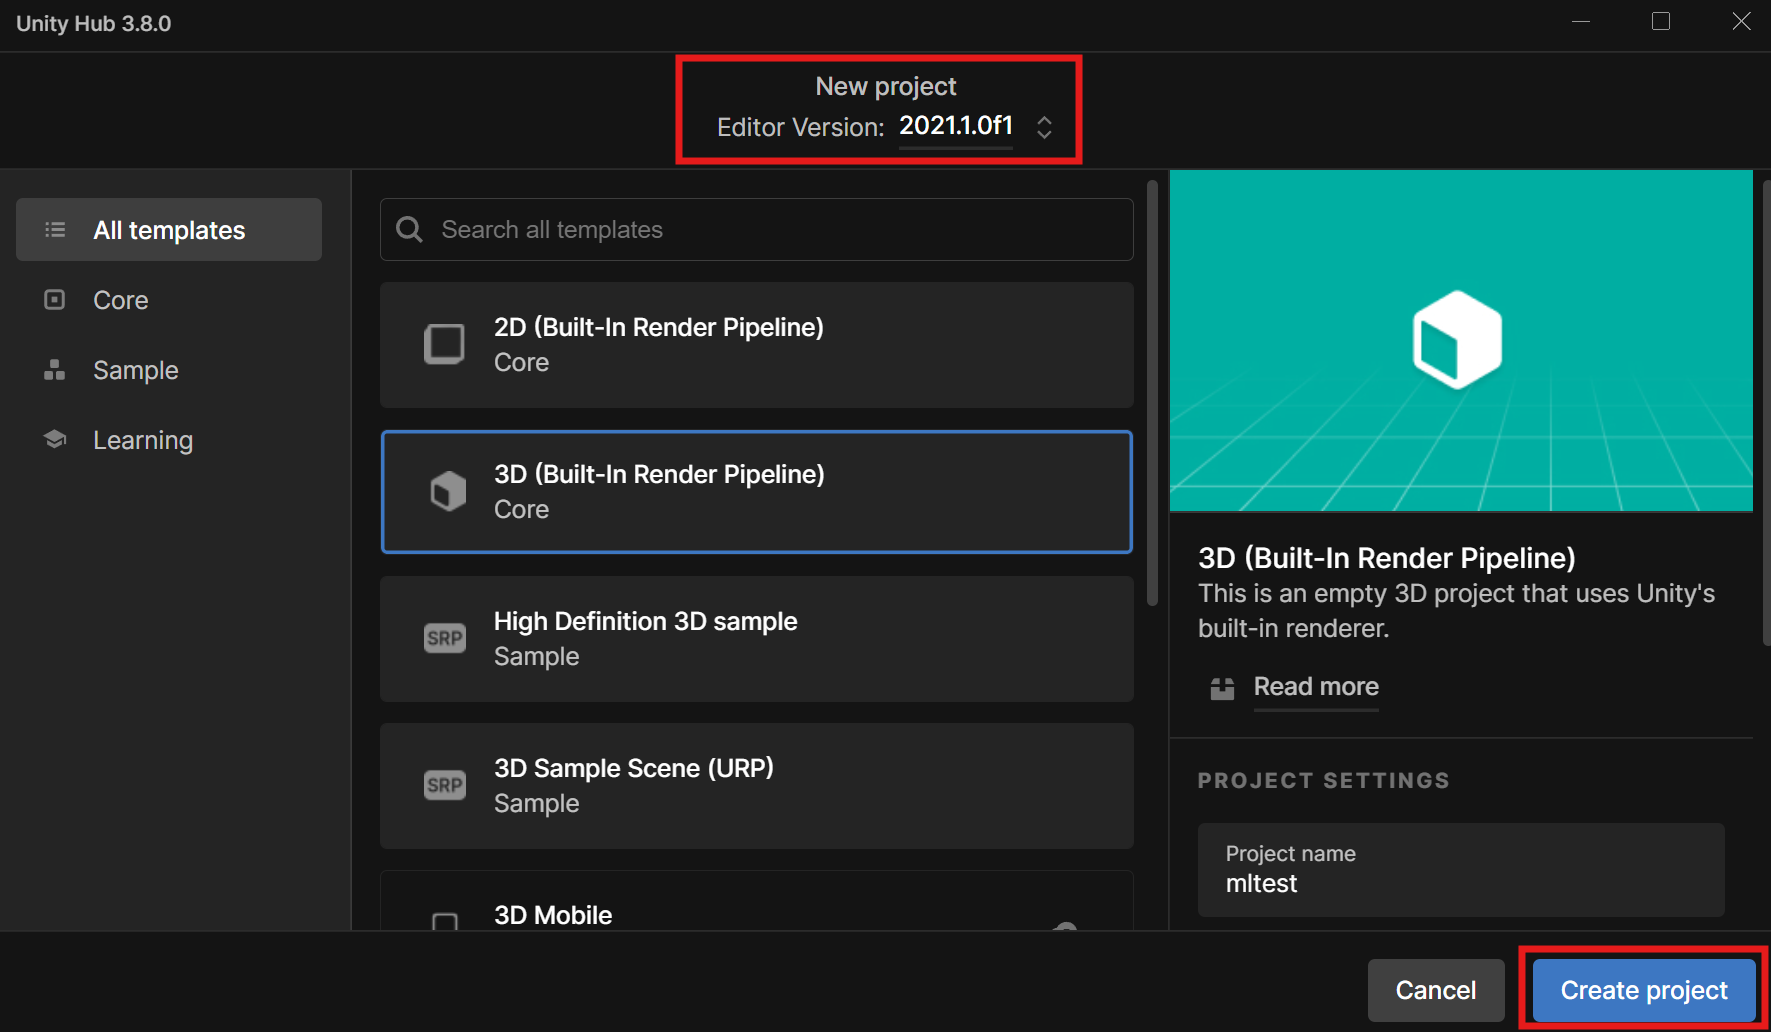 Unity Hub 3.8.0
New project
Editor Version: 2021.1.0f1
All templates
Core
Sample
Learning
Search all templates
2D (Built-In Render Pipeline)
Core
3D (Built-In Render Pipeline)
Core
SRP
High Definition 3D sample
Sample
SRP
3D Sample Scene (URP)
Sample
3D Mobile
3D (Built-In Render Pipeline)
This is an empty 3D project that uses Unity's
built-in renderer.
Read more
PROJECT SETTINGS
Project name
mltest
Cancel
Create project